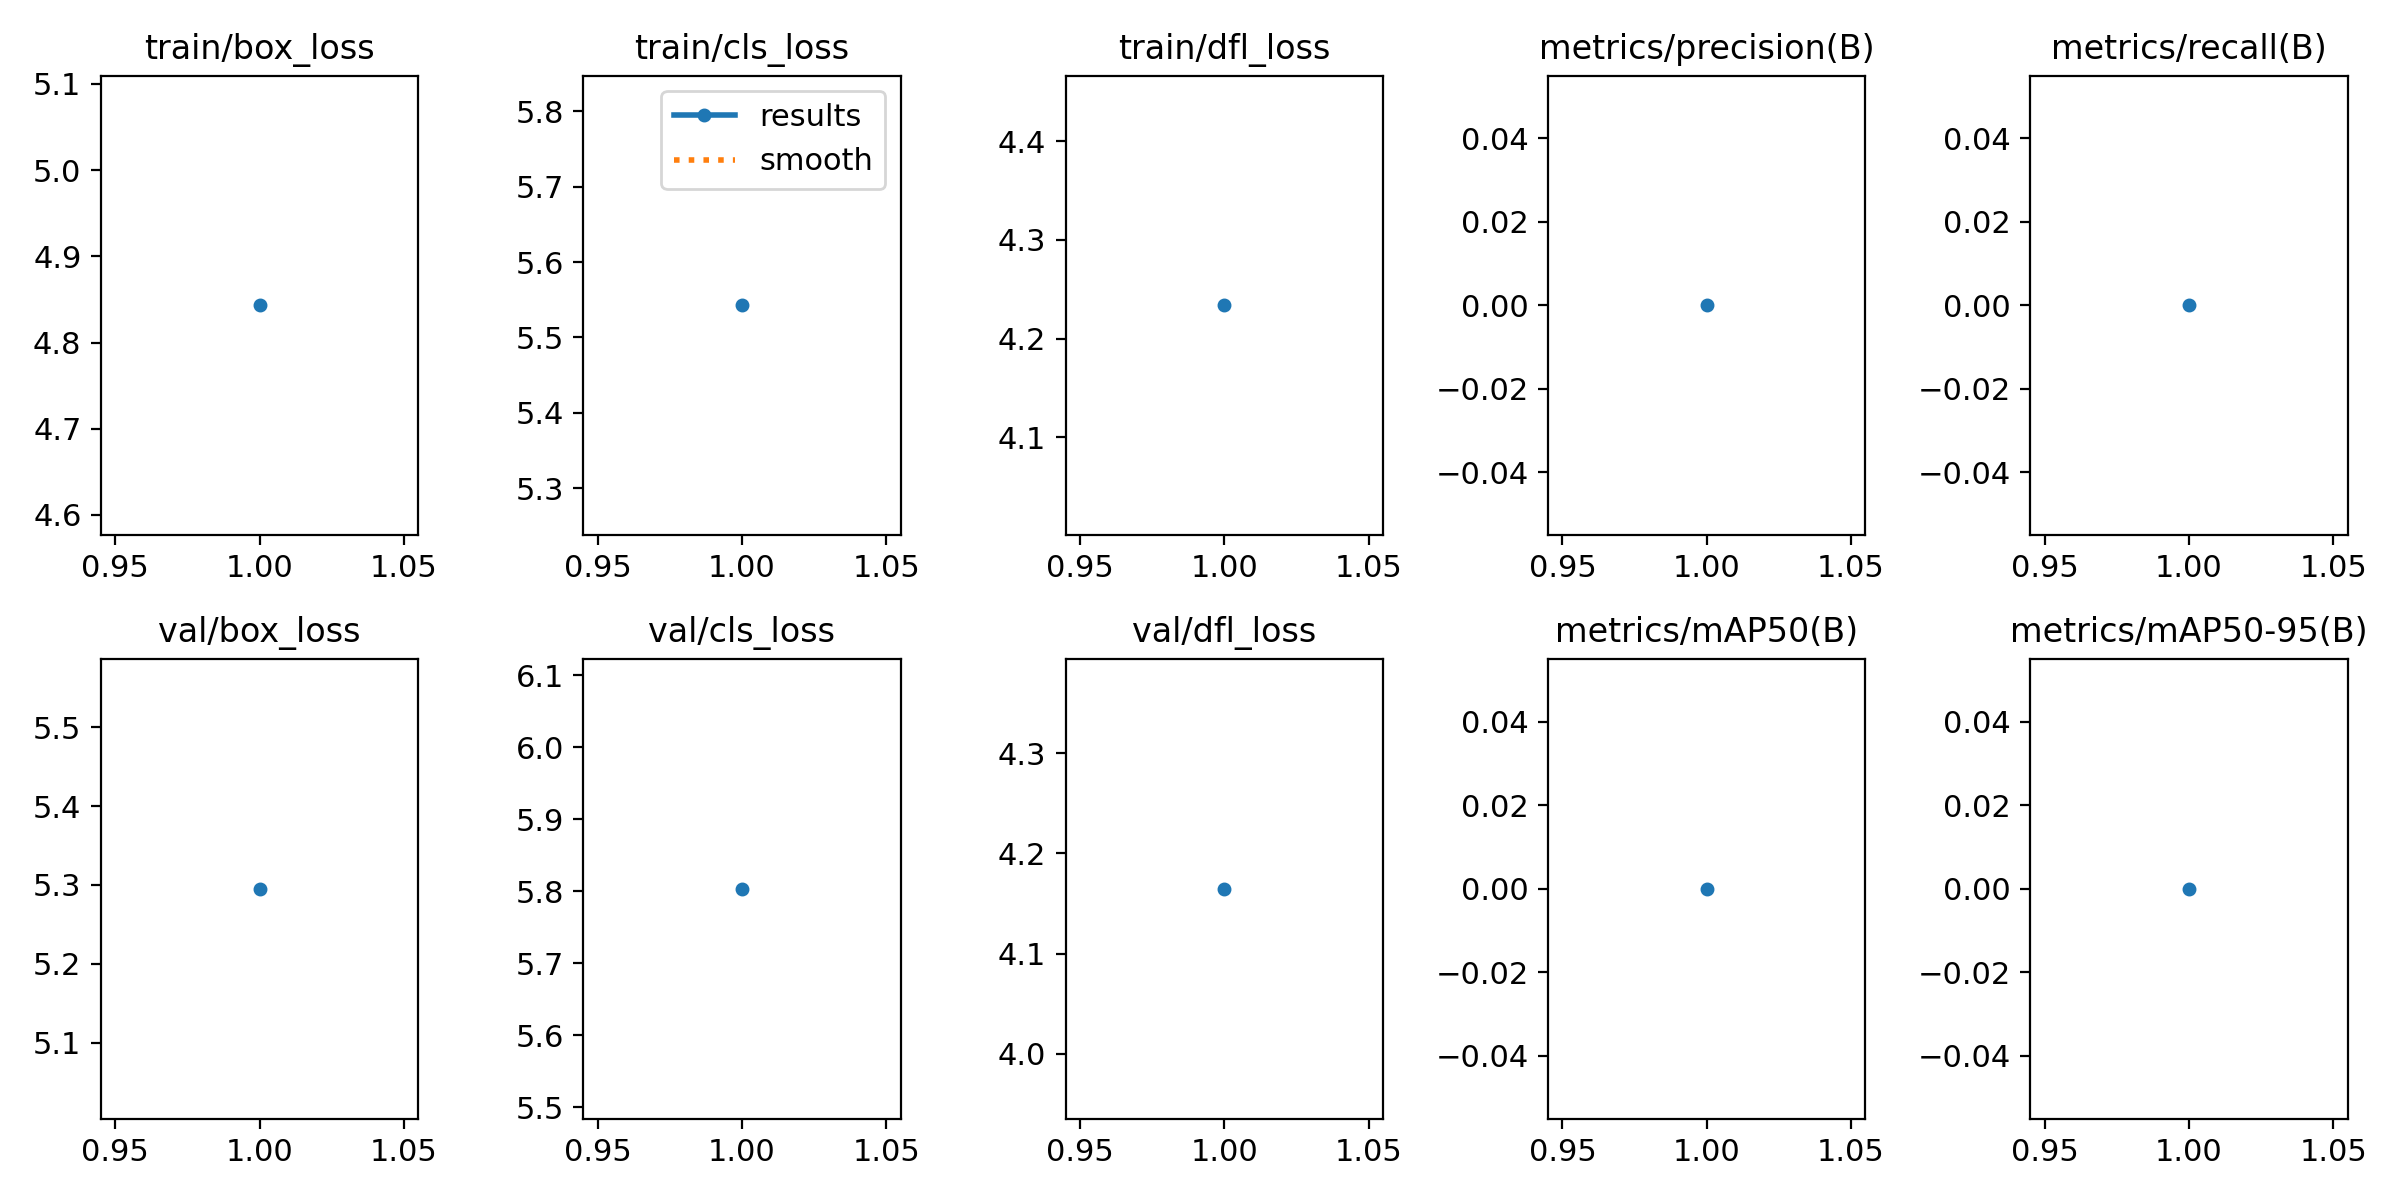 train/box_loss
5.1
5.0
4.9
4.8
4.7
4.6
0.95 1.00 1.05
train/cls_loss
results
smooth
5.8
5.7
5.6
5.5
5.4
5.3
0.95 1.00 1.05
train/dfl_loss
4.4
4.3
4.2
4.1
0.95 1.00 1.05
metrics/precision(B)
0.04
0.02
0.00
−0.02
−0.04
0.95 1.00 1.05
metrics/recall(B)
0.04
0.02
0.00
−0.02
−0.04
0.95 1.00 1.05
val/box_loss
5.5
5.4
5.3
5.2
5.1
0.95 1.00 1.05
val/cls_loss
6.1
6.0
5.9
5.8
5.7
5.6
5.5
0.95 1.00 1.05
val/dfl_loss
4.3
4.2
4.1
4.0
0.95 1.00 1.05
metrics/mAP50(B)
0.04
0.02
0.00
−0.02
−0.04
0.95 1.00 1.05
metrics/mAP50-95(B)
0.04
0.02
0.00
−0.02
−0.04
0.95 1.00 1.05